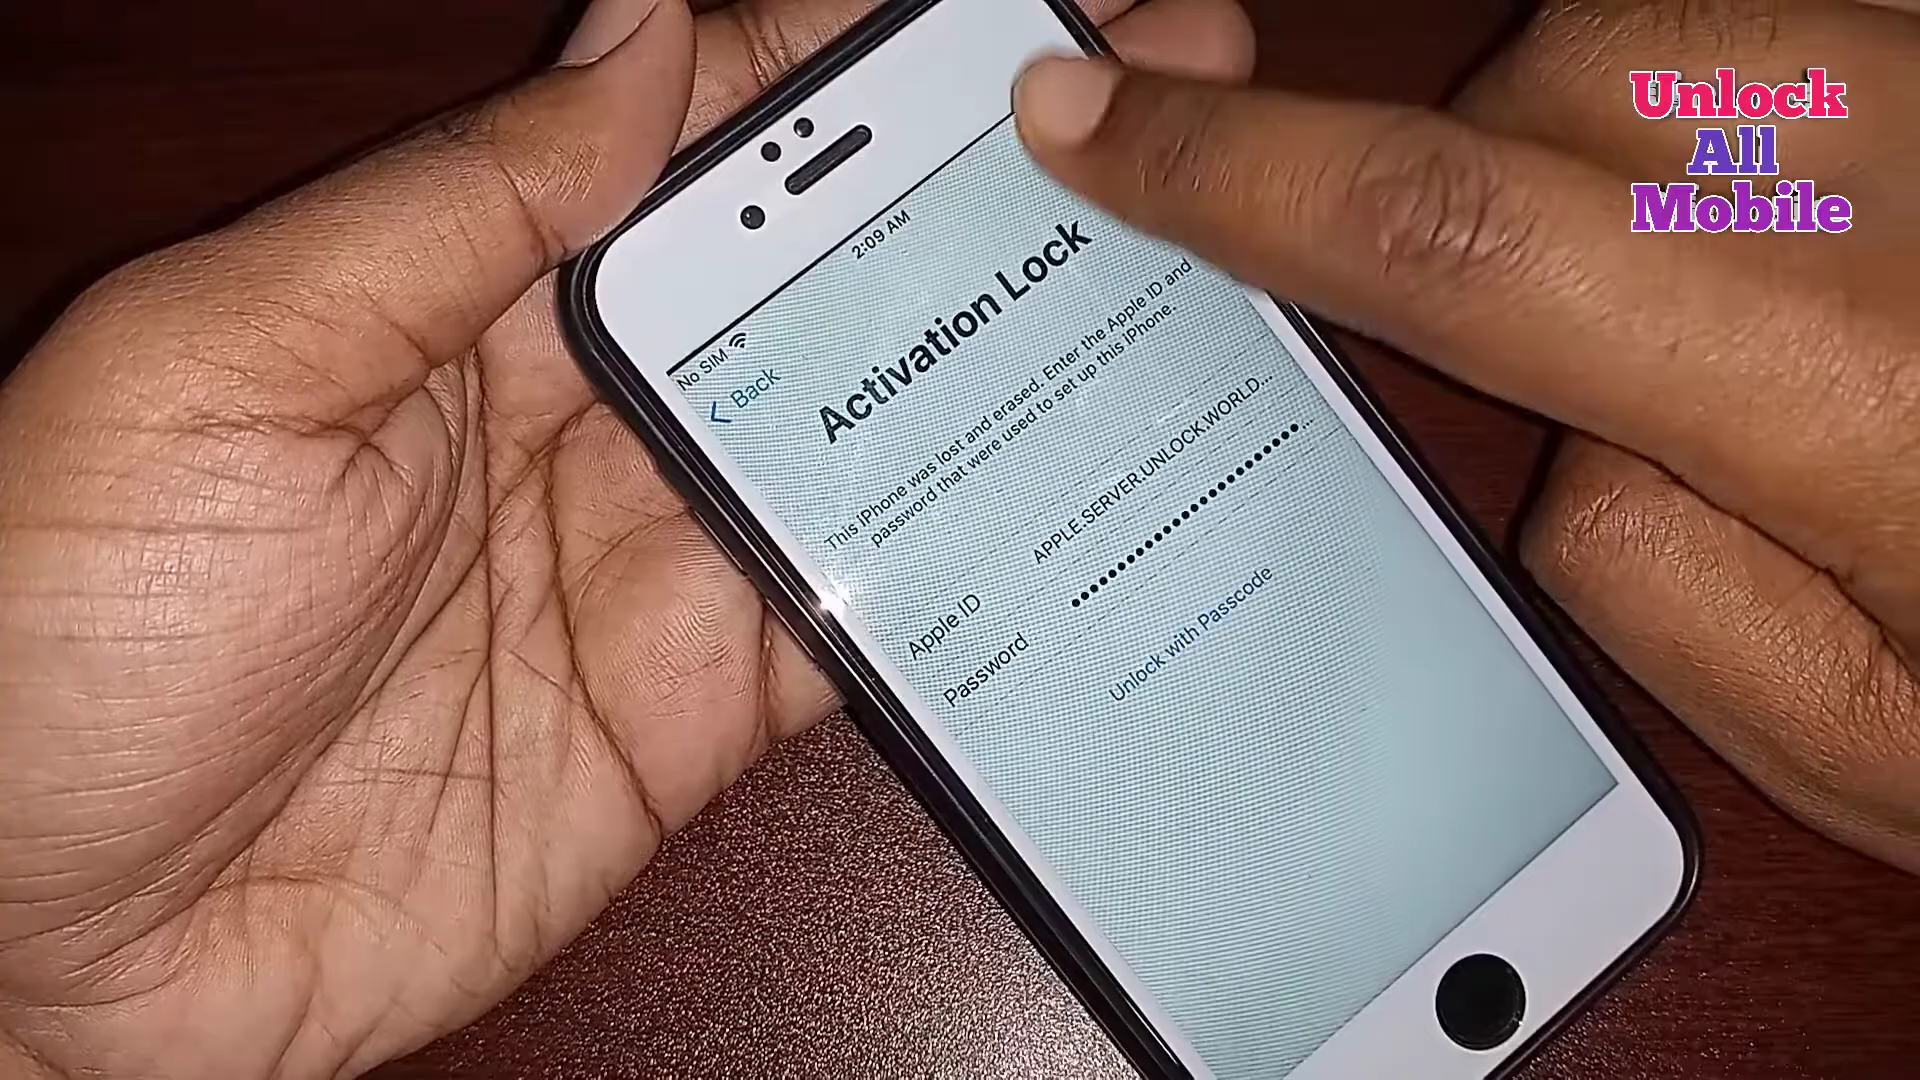 Unlock
All
Mobile
No SIM
2:09 AM
Back
Activation Lock
This iPhone was lost and erased. Enter the Apple ID and
password that were used to set up this iPhone.
Apple ID APPLE.SERVER.UNLOCK.WORLD...
Password ••••••••••••••••••••...
Unlock with Passcode